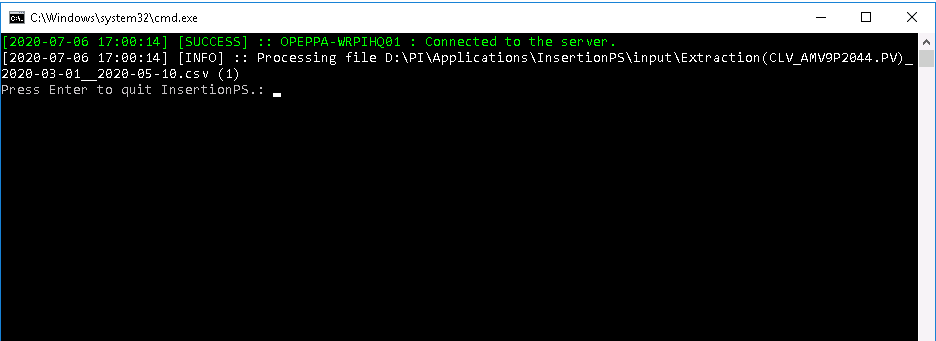 C:\Windows\system32\cmd.exe
[2020-07-06 17:00:14] [SUCCESS] :: OPEPPA-WRPIHQ01 : Connected to the server.
[2020-07-06 17:00:14] [INFO] :: Processing file D:\PI\Applications\InsertionPS\input\Extraction(CLV_AMV9P2044.PV)_
2020-03-01__2020-05-10.csv (1)
Press Enter to quit InsertionPS.: